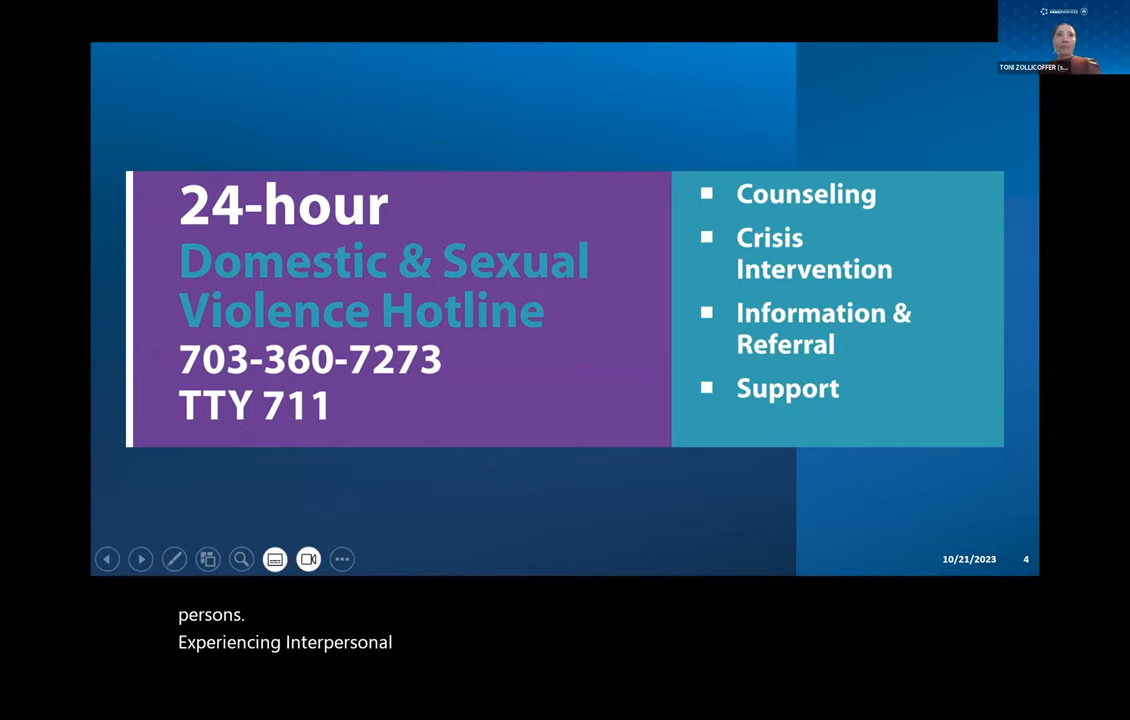 TONI ZOLLICOFFER (s...
24-hour
Domestic & Sexual
Violence Hotline
703-360-7273
TTY 711
Counseling
Crisis
Intervention
Information &
Referral
Support
10/21/2023 4
persons.
Experiencing Interpersonal